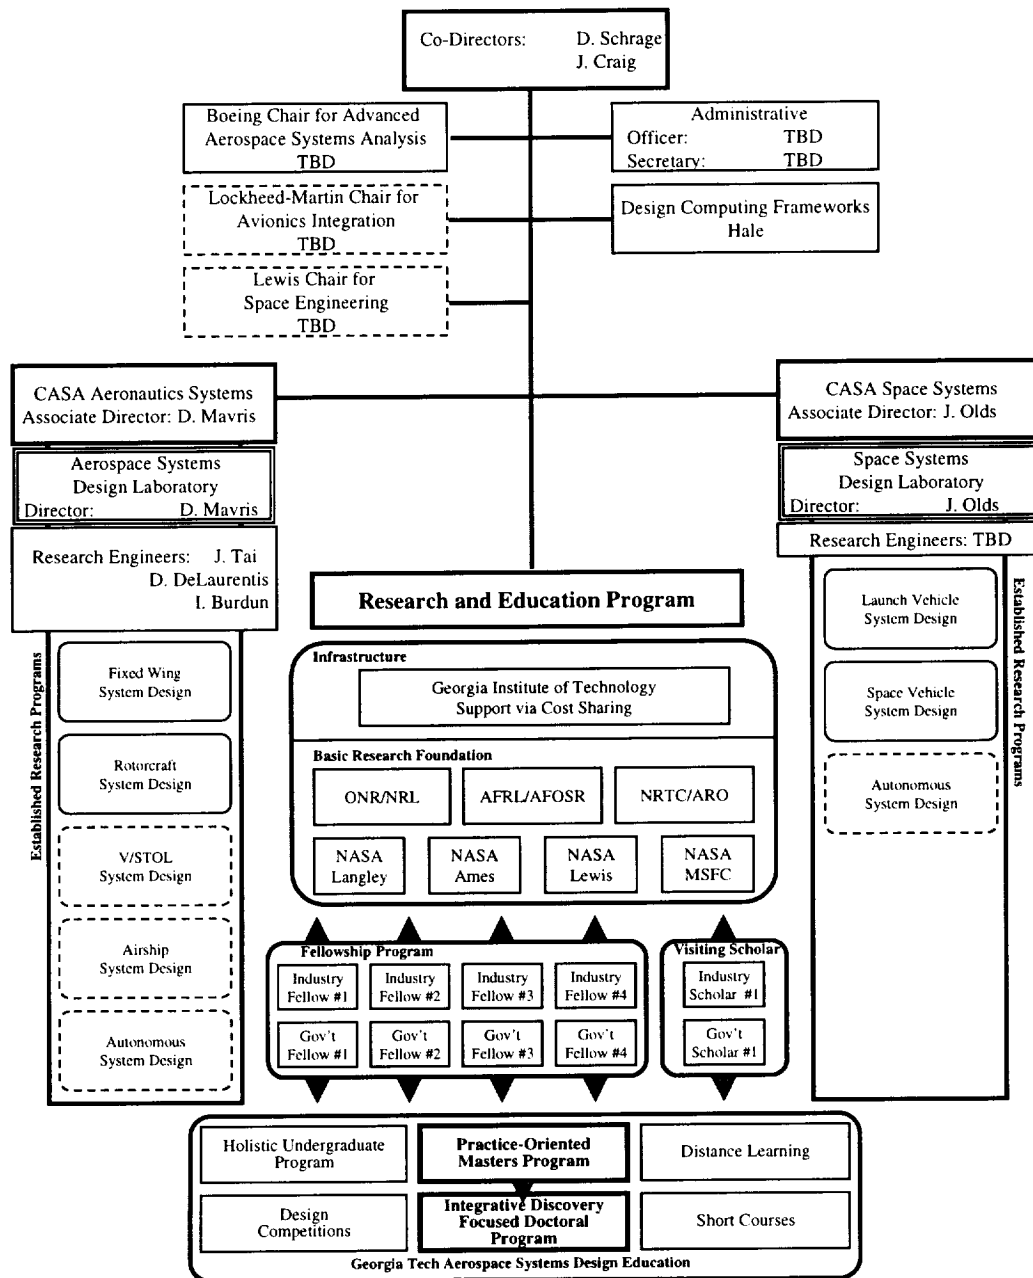 Co-Directors: D. Schrage
J. Craig
Boeing Chair for Advanced
Aerospace Systems Analysis
TBD
Administrative
Officer: TBD
Secretary: TBD
Lockheed-Martin Chair for
Avionics Integration
TBD
Design Computing Frameworks
Hale
Lewis Chair for
Space Engineering
TBD
CASA Aeronautics Systems
Associate Director: D. Mavris
CASA Space Systems
Associate Director: J. Olds
Aerospace Systems
Design Laboratory
Director: D. Mavris
Space Systems
Design Laboratory
Director: J. Olds
Research Engineers: J. Tai
D. DeLaurentis
I. Burdun
Research Engineers: TBD
Established Research Programs
Fixed Wing
System Design
Rotorcraft
System Design
V/STOL
System Design
Airship
System Design
Autonomous
System Design
Research and Education Program
Infrastructure
Georgia Institute of Technology
Support via Cost Sharing
Basic Research Foundation
ONR/NRL
AFRL/AFOSR
NRTC/ARO
NASA
Langley
NASA
Ames
NASA
Lewis
NASA
MSFC
Launch Vehicle
System Design
Space Vehicle
System Design
Autonomous
System Design
Established Research Programs
Fellowship Program
Industry
Fellow #1
Industry
Fellow #2
Industry
Fellow #3
Industry
Fellow #4
Gov't
Fellow #1
Gov't
Fellow #2
Gov't
Fellow #3
Gov't
Fellow #4
Visiting Scholar
Industry
Scholar #1
Gov't
Scholar #1
Holistic Undergraduate
Program
Practice-Oriented
Masters Program
Distance Learning
Design
Competitions
Integrative Discovery
Focused Doctoral
Program
Short Courses
Georgia Tech Aerospace Systems Design Education